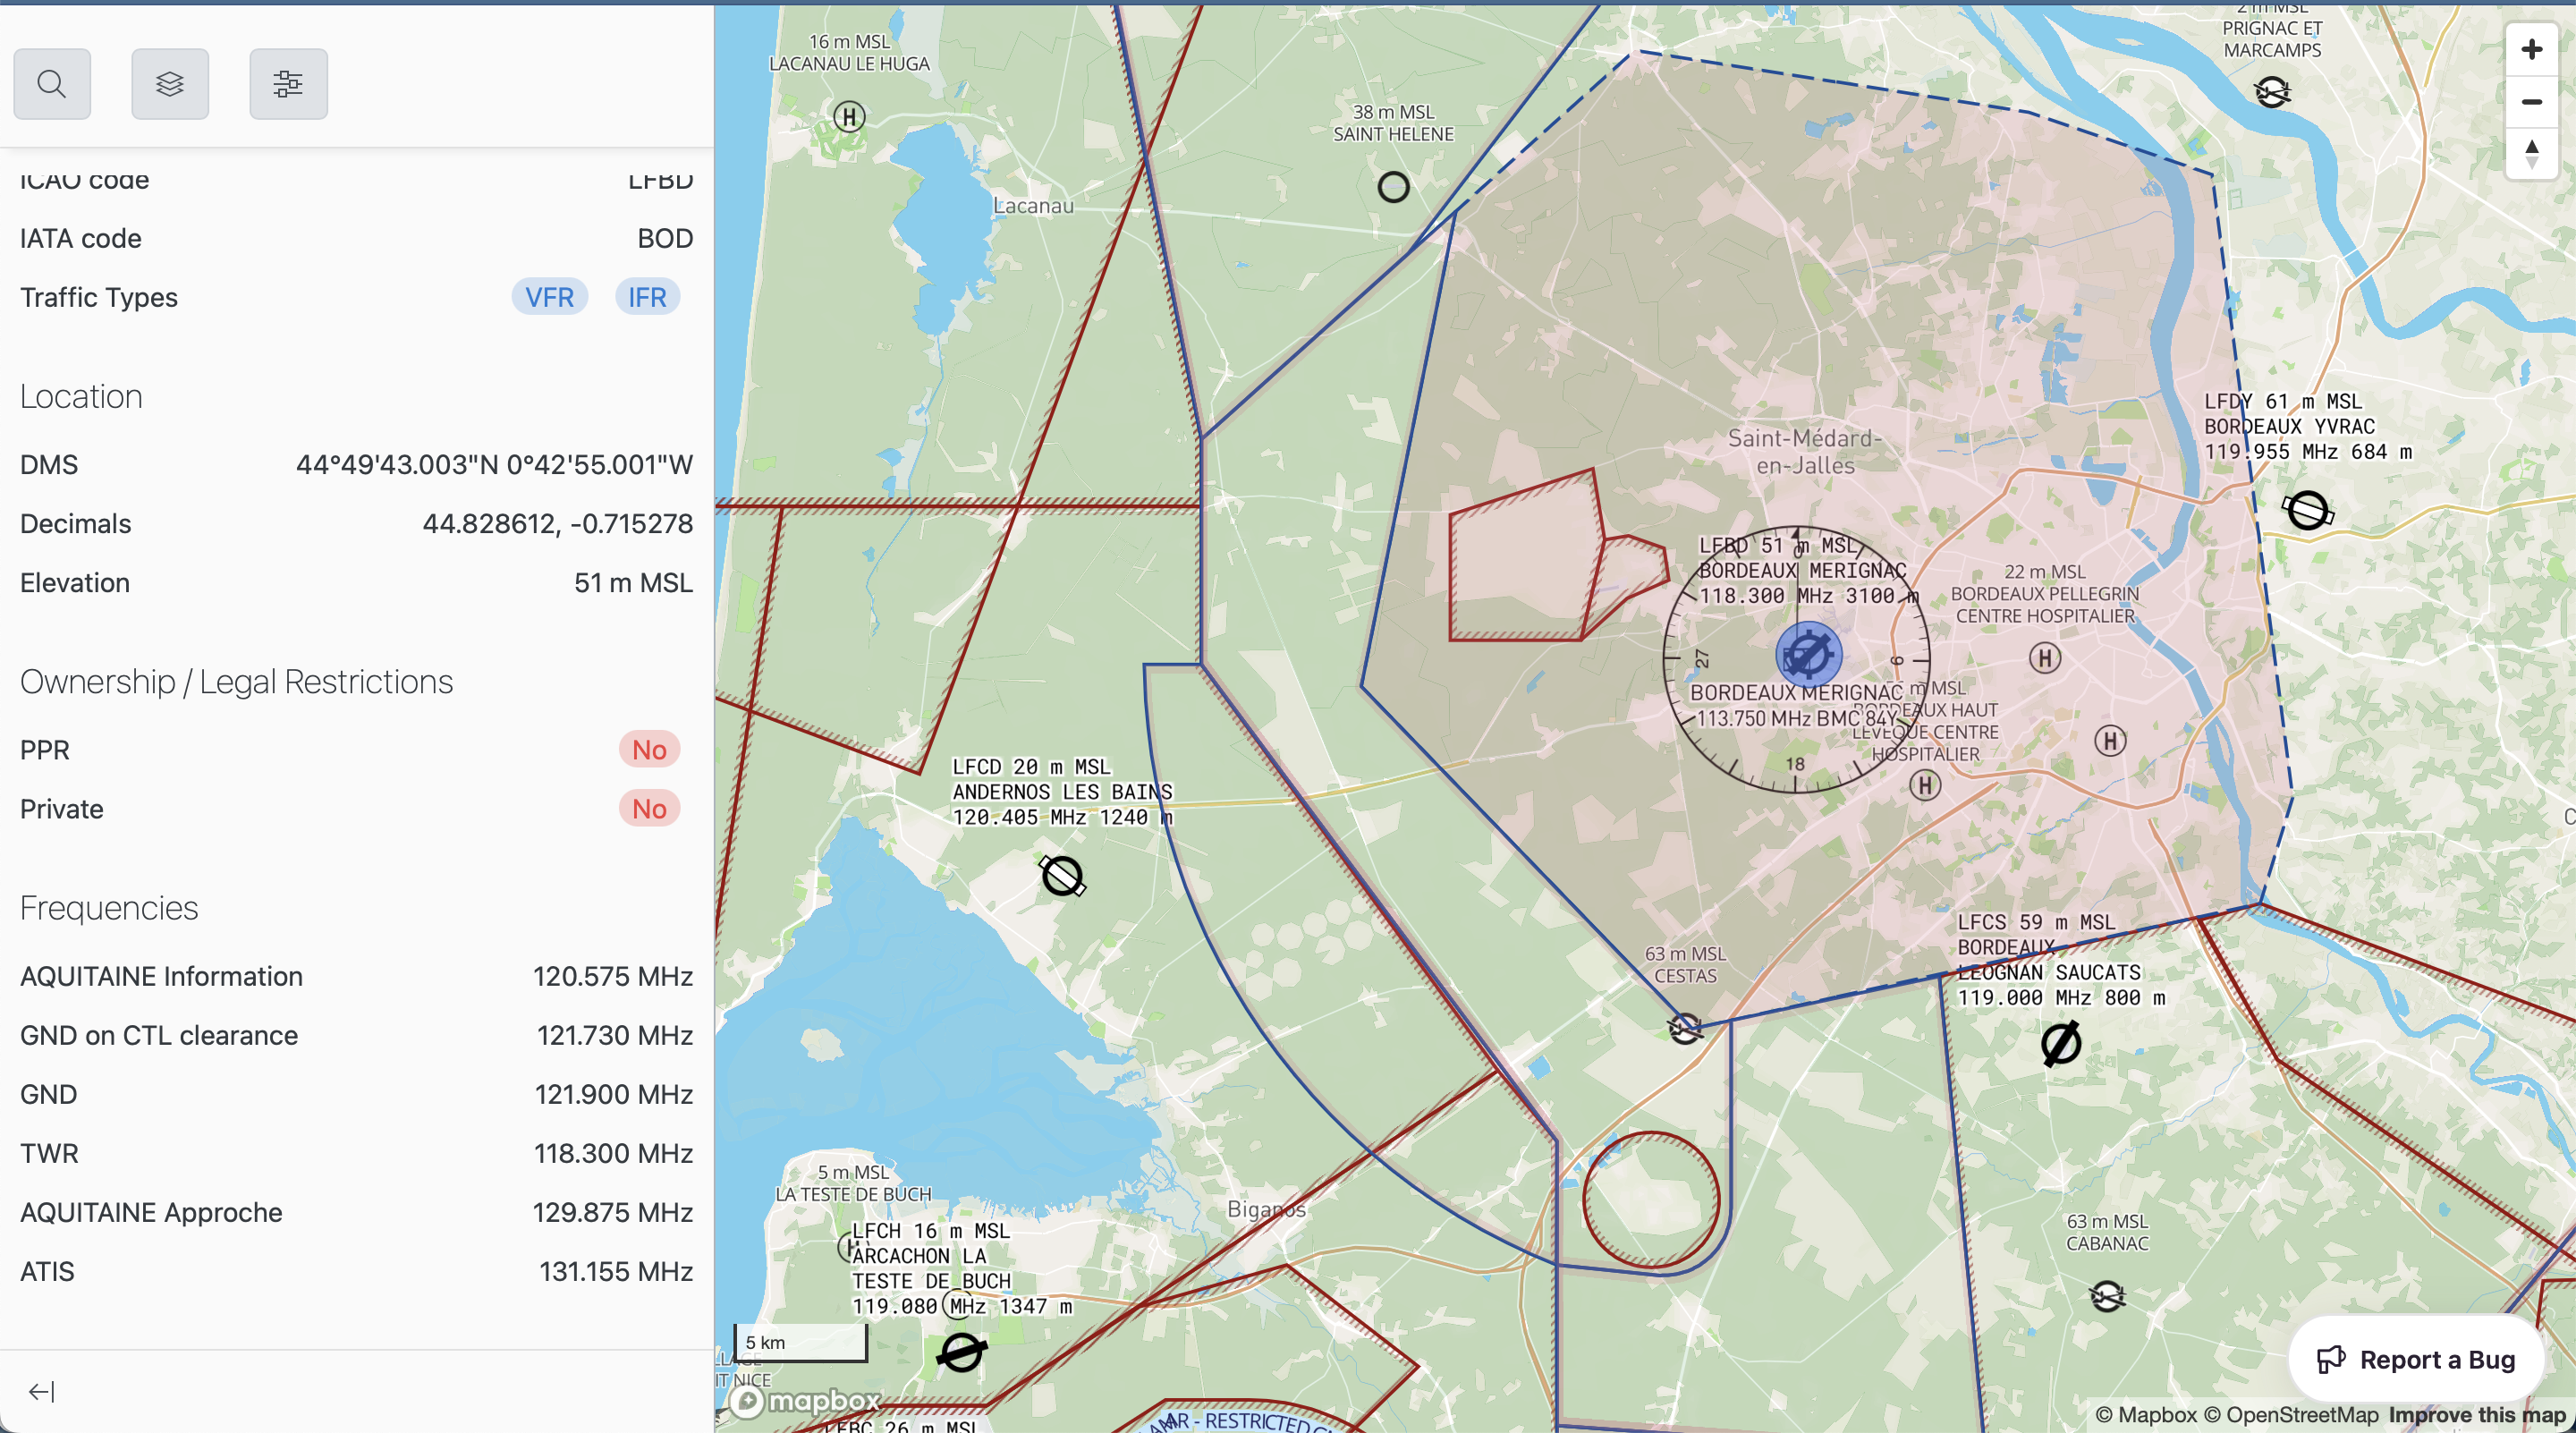 ICAO code LFBD
IATA code BOD
Traffic Types VFR IFR
Location
DMS 44°49'43.003"N 0°42'55.001"W
Decimals 44.828612, -0.715278
Elevation 51 m MSL
Ownership / Legal Restrictions
PPR No
Private No
Frequencies
AQUITAINE Information 120.575 MHz
GND on CTL clearance 121.730 MHz
GND 121.900 MHz
TWR 118.300 MHz
AQUITAINE Approche 129.875 MHz
ATIS 131.155 MHz
16 m MSL
LACANAU LE HUGA
H
Lacanau
38 m MSL
SAINT HELENE
2 m MSL
PRIGNAC ET
MARCAMPS
LFDY 61 m MSL
BORDEAUX YVRAC
119.955 MHz 684 m
Saint-Médard-
en-Jalles
LFBD 51 m MSL
BORDEAUX MERIGNAC
118.300 MHz 3100 m
0
27
9
18
BORDEAUX MERIGNAC
113.750 MHz BMC 84Y
22 m MSL
BORDEAUX PELLEGRIN
CENTRE HOSPITALIER
H
m MSL
BORDEAUX HAUT
LEVEQUE CENTRE
HOSPITALIER
H
H
LFCD 20 m MSL
ANDERNOS LES BAINS
120.405 MHz 1240 m
63 m MSL
CESTAS
LFCS 59 m MSL
BORDEAUX
LEOGNAN SAUCATS
119.000 MHz 800 m
5 m MSL
LA TESTE DE BUCH
H
LFCH 16 m MSL
ARCACHON LA
TESTE DE BUCH
119.080 MHz 1347 m
Biganos
63 m MSL
CABANAC
5 km
IT NICE
mapbox
LFBC 26 m MSL
AR - RESTRICTED
Report a Bug
© Mapbox © OpenStreetMap Improve this map